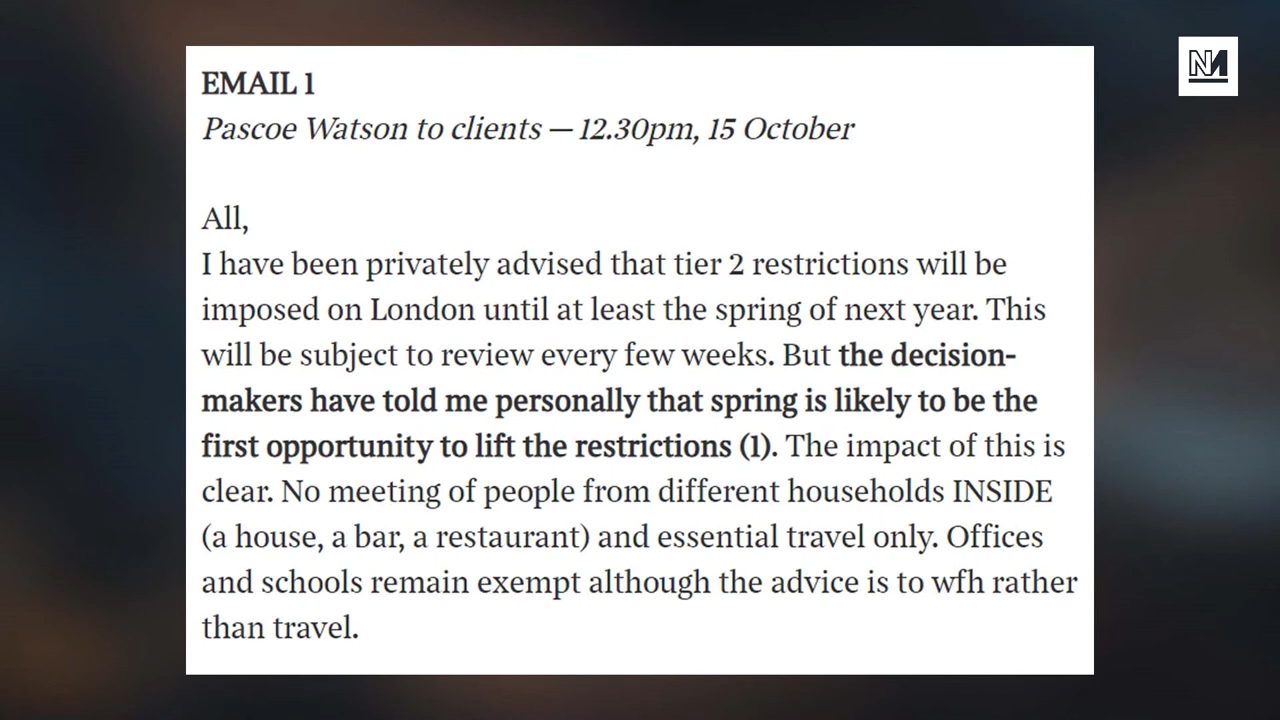 EMAIL 1
Pascoe Watson to clients — 12.30pm, 15 October
All,
I have been privately advised that tier 2 restrictions will be
imposed on London until at least the spring of next year. This
will be subject to review every few weeks. But the decision-
makers have told me personally that spring is likely to be the
first opportunity to lift the restrictions (1). The impact of this is
clear. No meeting of people from different households INSIDE
(a house, a bar, a restaurant) and essential travel only. Offices
and schools remain exempt although the advice is to wfh rather
than travel.
NM